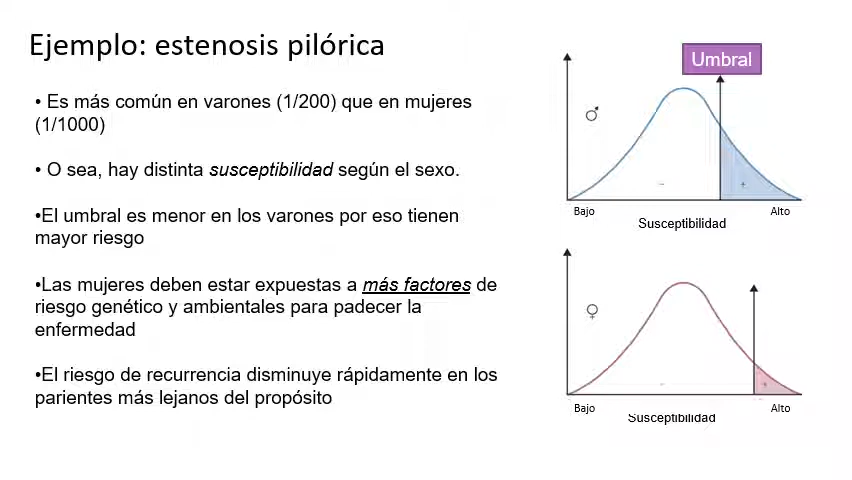 Ejemplo: estenosis pilórica
• Es más común en varones (1/200) que en mujeres
(1/1000)
• O sea, hay distinta susceptibilidad según el sexo.
•El umbral es menor en los varones por eso tienen
mayor riesgo
•Las mujeres deben estar expuestas a más factores de
riesgo genético y ambientales para padecer la
enfermedad
•El riesgo de recurrencia disminuye rápidamente en los
parientes más lejanos del propósito
Umbral
♂
− +
Bajo Alto
Susceptibilidad
♀
− +
Bajo Alto
Susceptibilidad